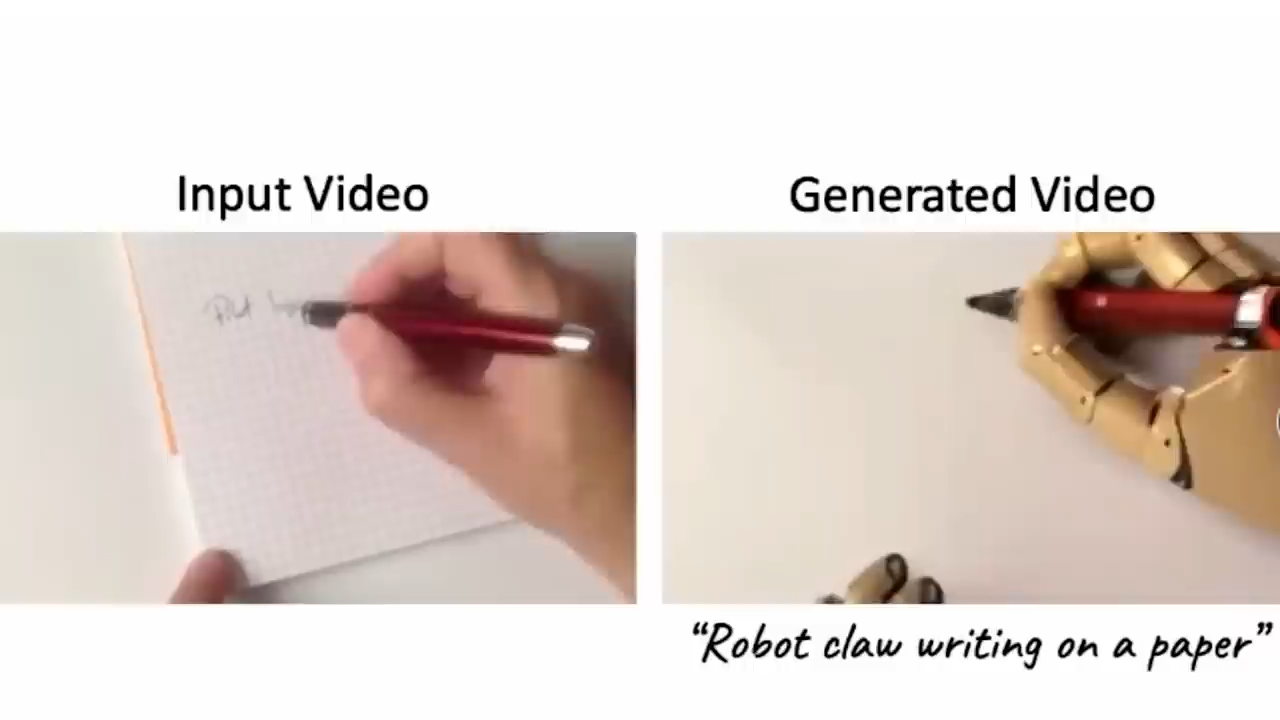 Input Video
Generated Video
“Robot claw writing on a paper”